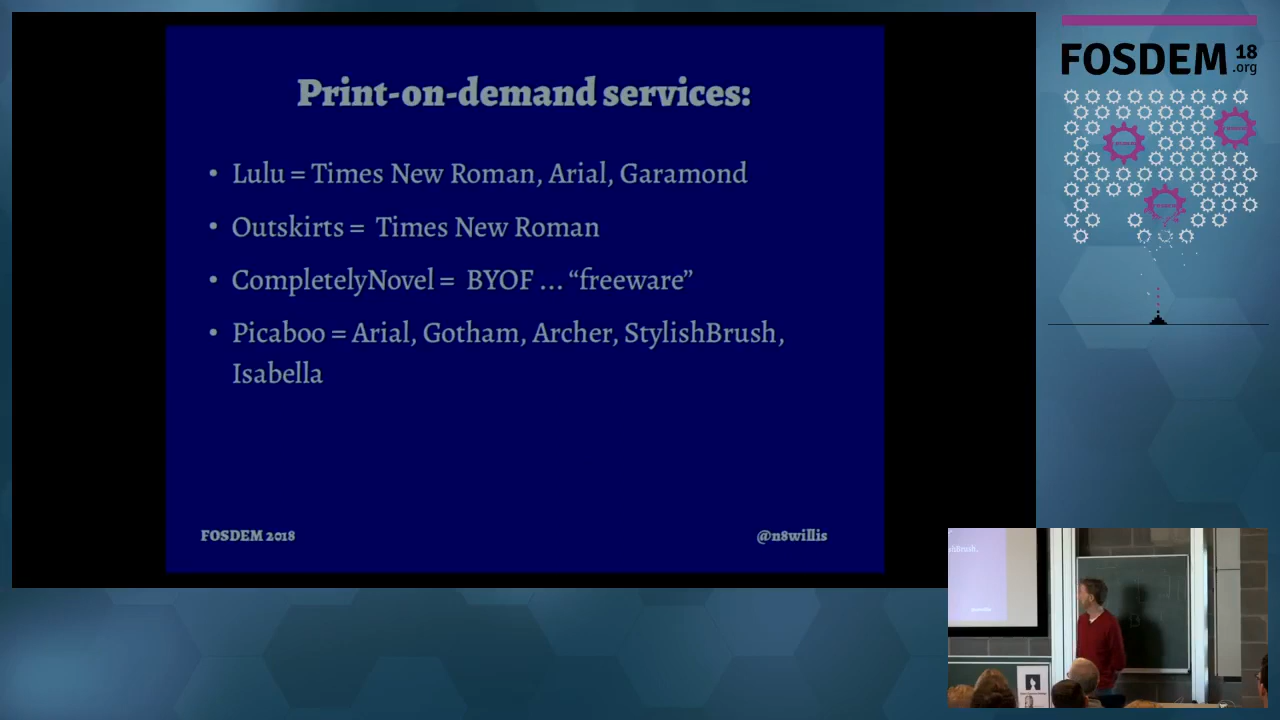 Print-on-demand services:
• Lulu = Times New Roman, Arial, Garamond
• Outskirts = Times New Roman
• CompletelyNovel = BYOF ... “freeware”
• Picaboo = Arial, Gotham, Archer, StylishBrush,
Isabella
FOSDEM 2018
@n8willis
FOSDEM 18
.org